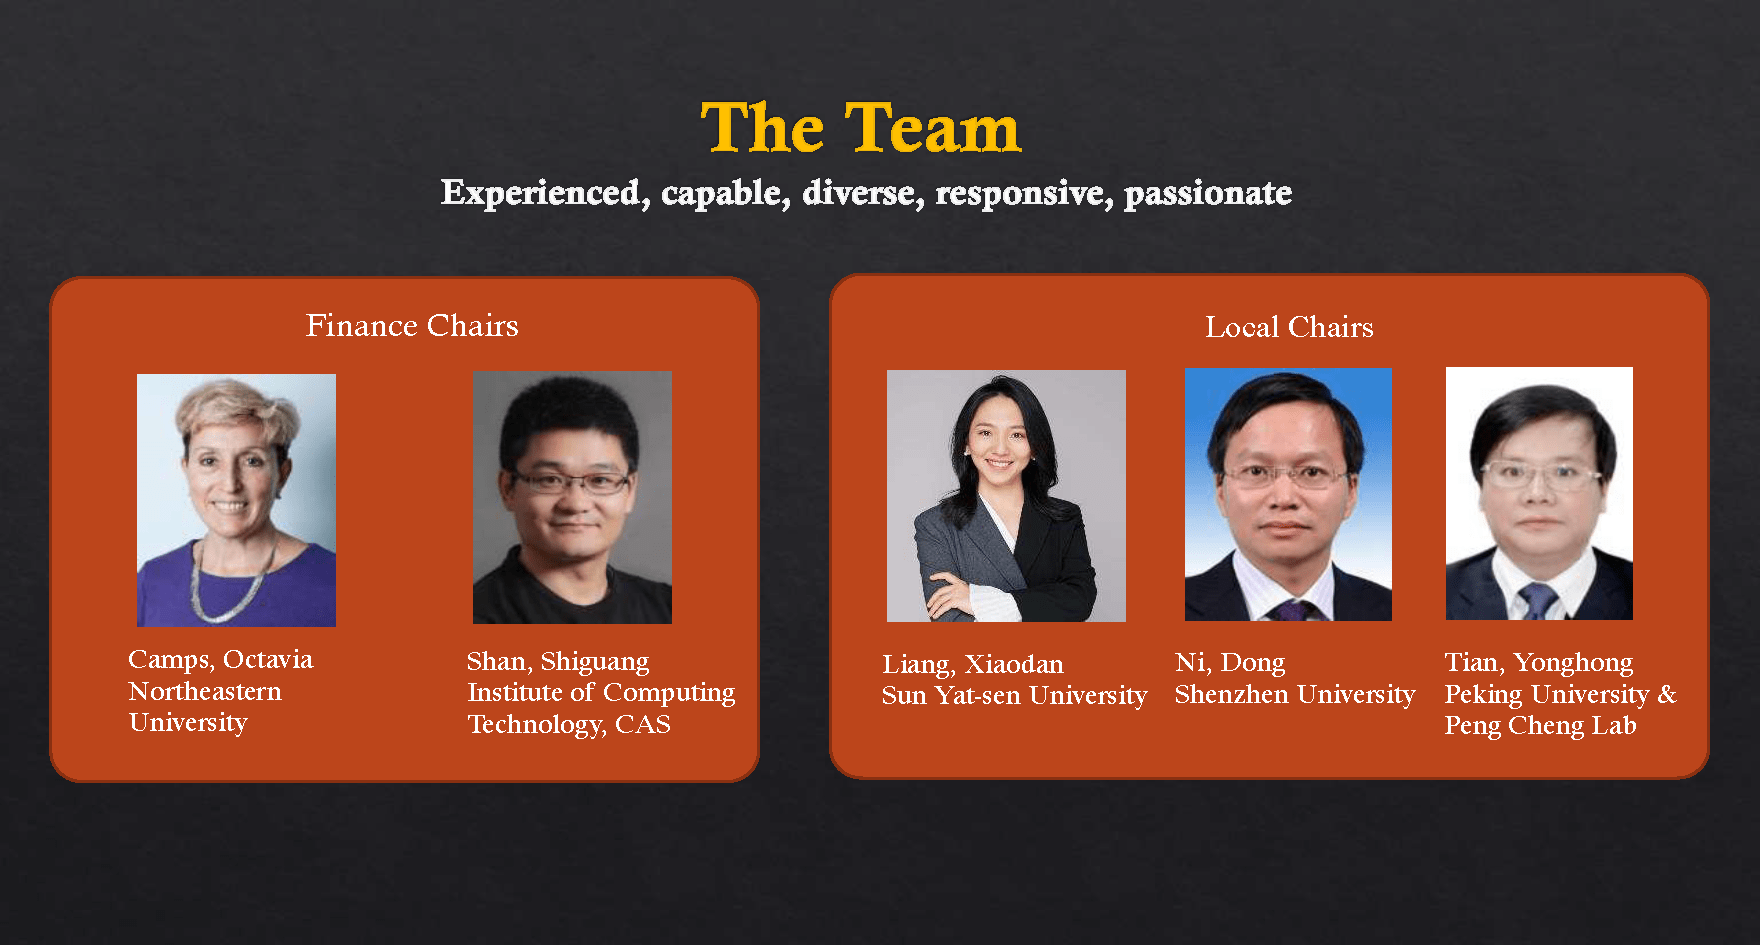 The Team
Experienced, capable, diverse, responsive, passionate
Finance Chairs
Camps, Octavia
Northeastern
University
Shan, Shiguang
Institute of Computing
Technology, CAS
Local Chairs
Liang, Xiaodan
Sun Yat-sen University
Ni, Dong
Shenzhen University
Tian, Yonghong
Peking University &
Peng Cheng Lab